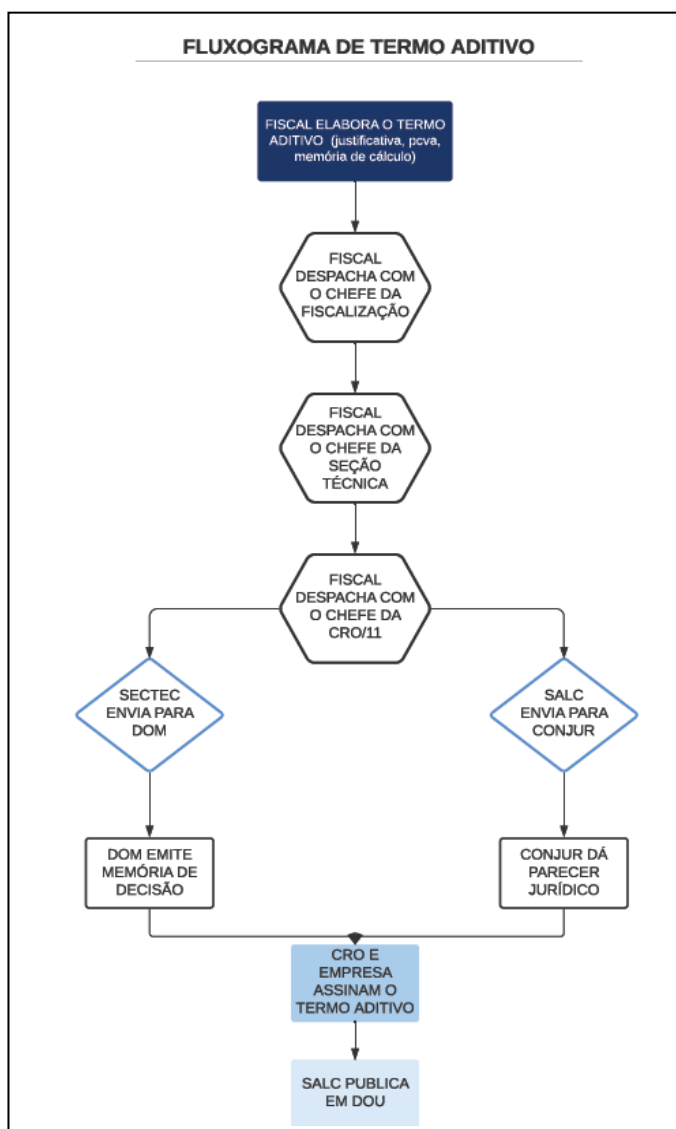 FLUXOGRAMA DE TERMO ADITIVO
FISCAL ELABORA O TERMO
ADITIVO (justificativa, pcva,
memória de cálculo)
FISCAL
DESPACHA COM
O CHEFE DA
FISCALIZAÇÃO
FISCAL
DESPACHA COM
O CHEFE DA
SEÇÃO
TÉCNICA
FISCAL
DESPACHA COM
O CHEFE DA
CRO/11
SECTEC
ENVIA PARA
DOM
SALC
ENVIA PARA
CONJUR
DOM EMITE
MEMÓRIA DE
DECISÃO
CONJUR DÁ
PARECER
JURÍDICO
CRO E
EMPRESA
ASSINAM O
TERMO ADITIVO
SALC PUBLICA
EM DOU